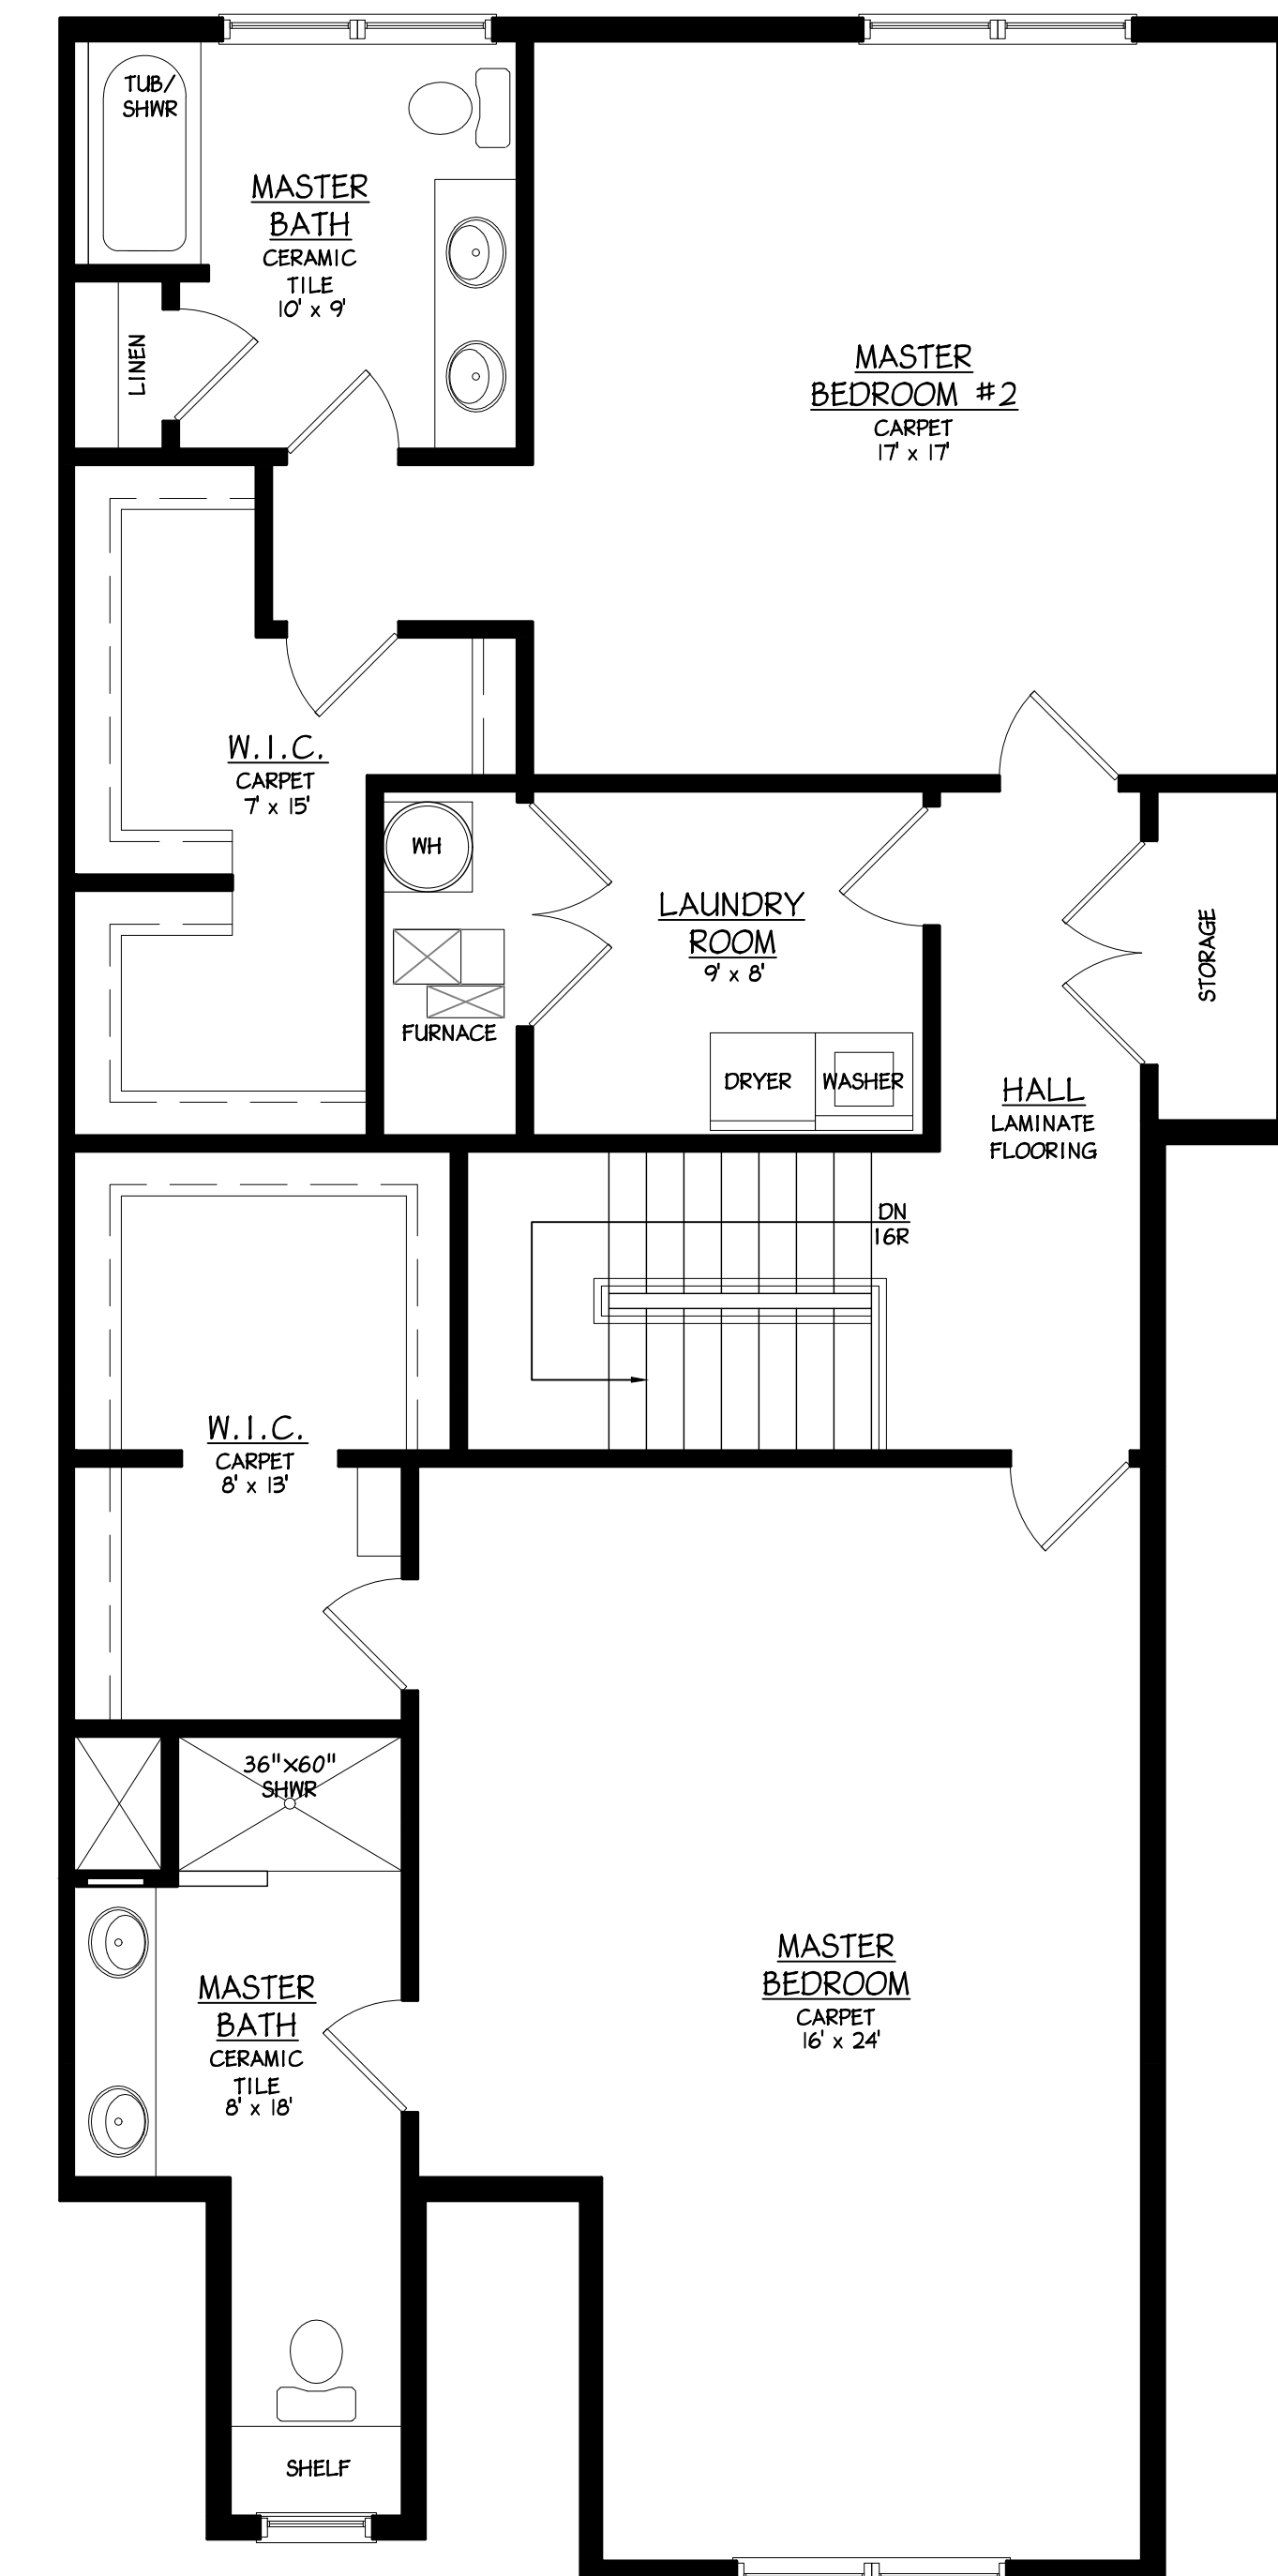 TUB/
SHWR
MASTER
BATH
CERAMIC
TILE
10' x 9'
LINEN
MASTER
BEDROOM #2
CARPET
17' x 17'
W.I.C.
CARPET
7' x 15'
WH
FURNACE
LAUNDRY
ROOM
9' x 8'
DRYER
WASHER
STORAGE
HALL
LAMINATE
FLOORING
DN
16R
W.I.C.
CARPET
8' x 13'
36"x60"
SHWR
MASTER
BATH
CERAMIC
TILE
8' x 18'
MASTER
BEDROOM
CARPET
16' x 24'
SHELF